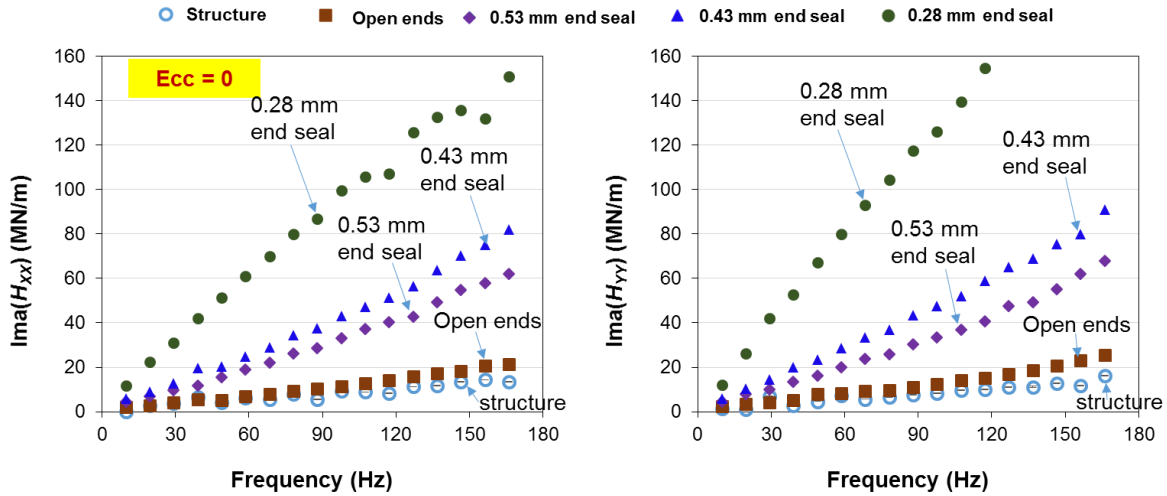 Structure Open ends 0.53 mm end seal 0.43 mm end seal 0.28 mm end seal
Ecc = 0
160
140
120
100
80
60
40
20
0
Ima(HXX) (MN/m)
0.28 mm
end seal
0.43 mm
end seal
0.53 mm
end seal
Open ends
structure
0 30 60 90 120 150 180
Frequency (Hz)
160
140
120
100
80
60
40
20
0
Ima(HYY) (MN/m)
0.28 mm
end seal
0.43 mm
end seal
0.53 mm
end seal
Open ends
structure
0 30 60 90 120 150 180
Frequency (Hz)